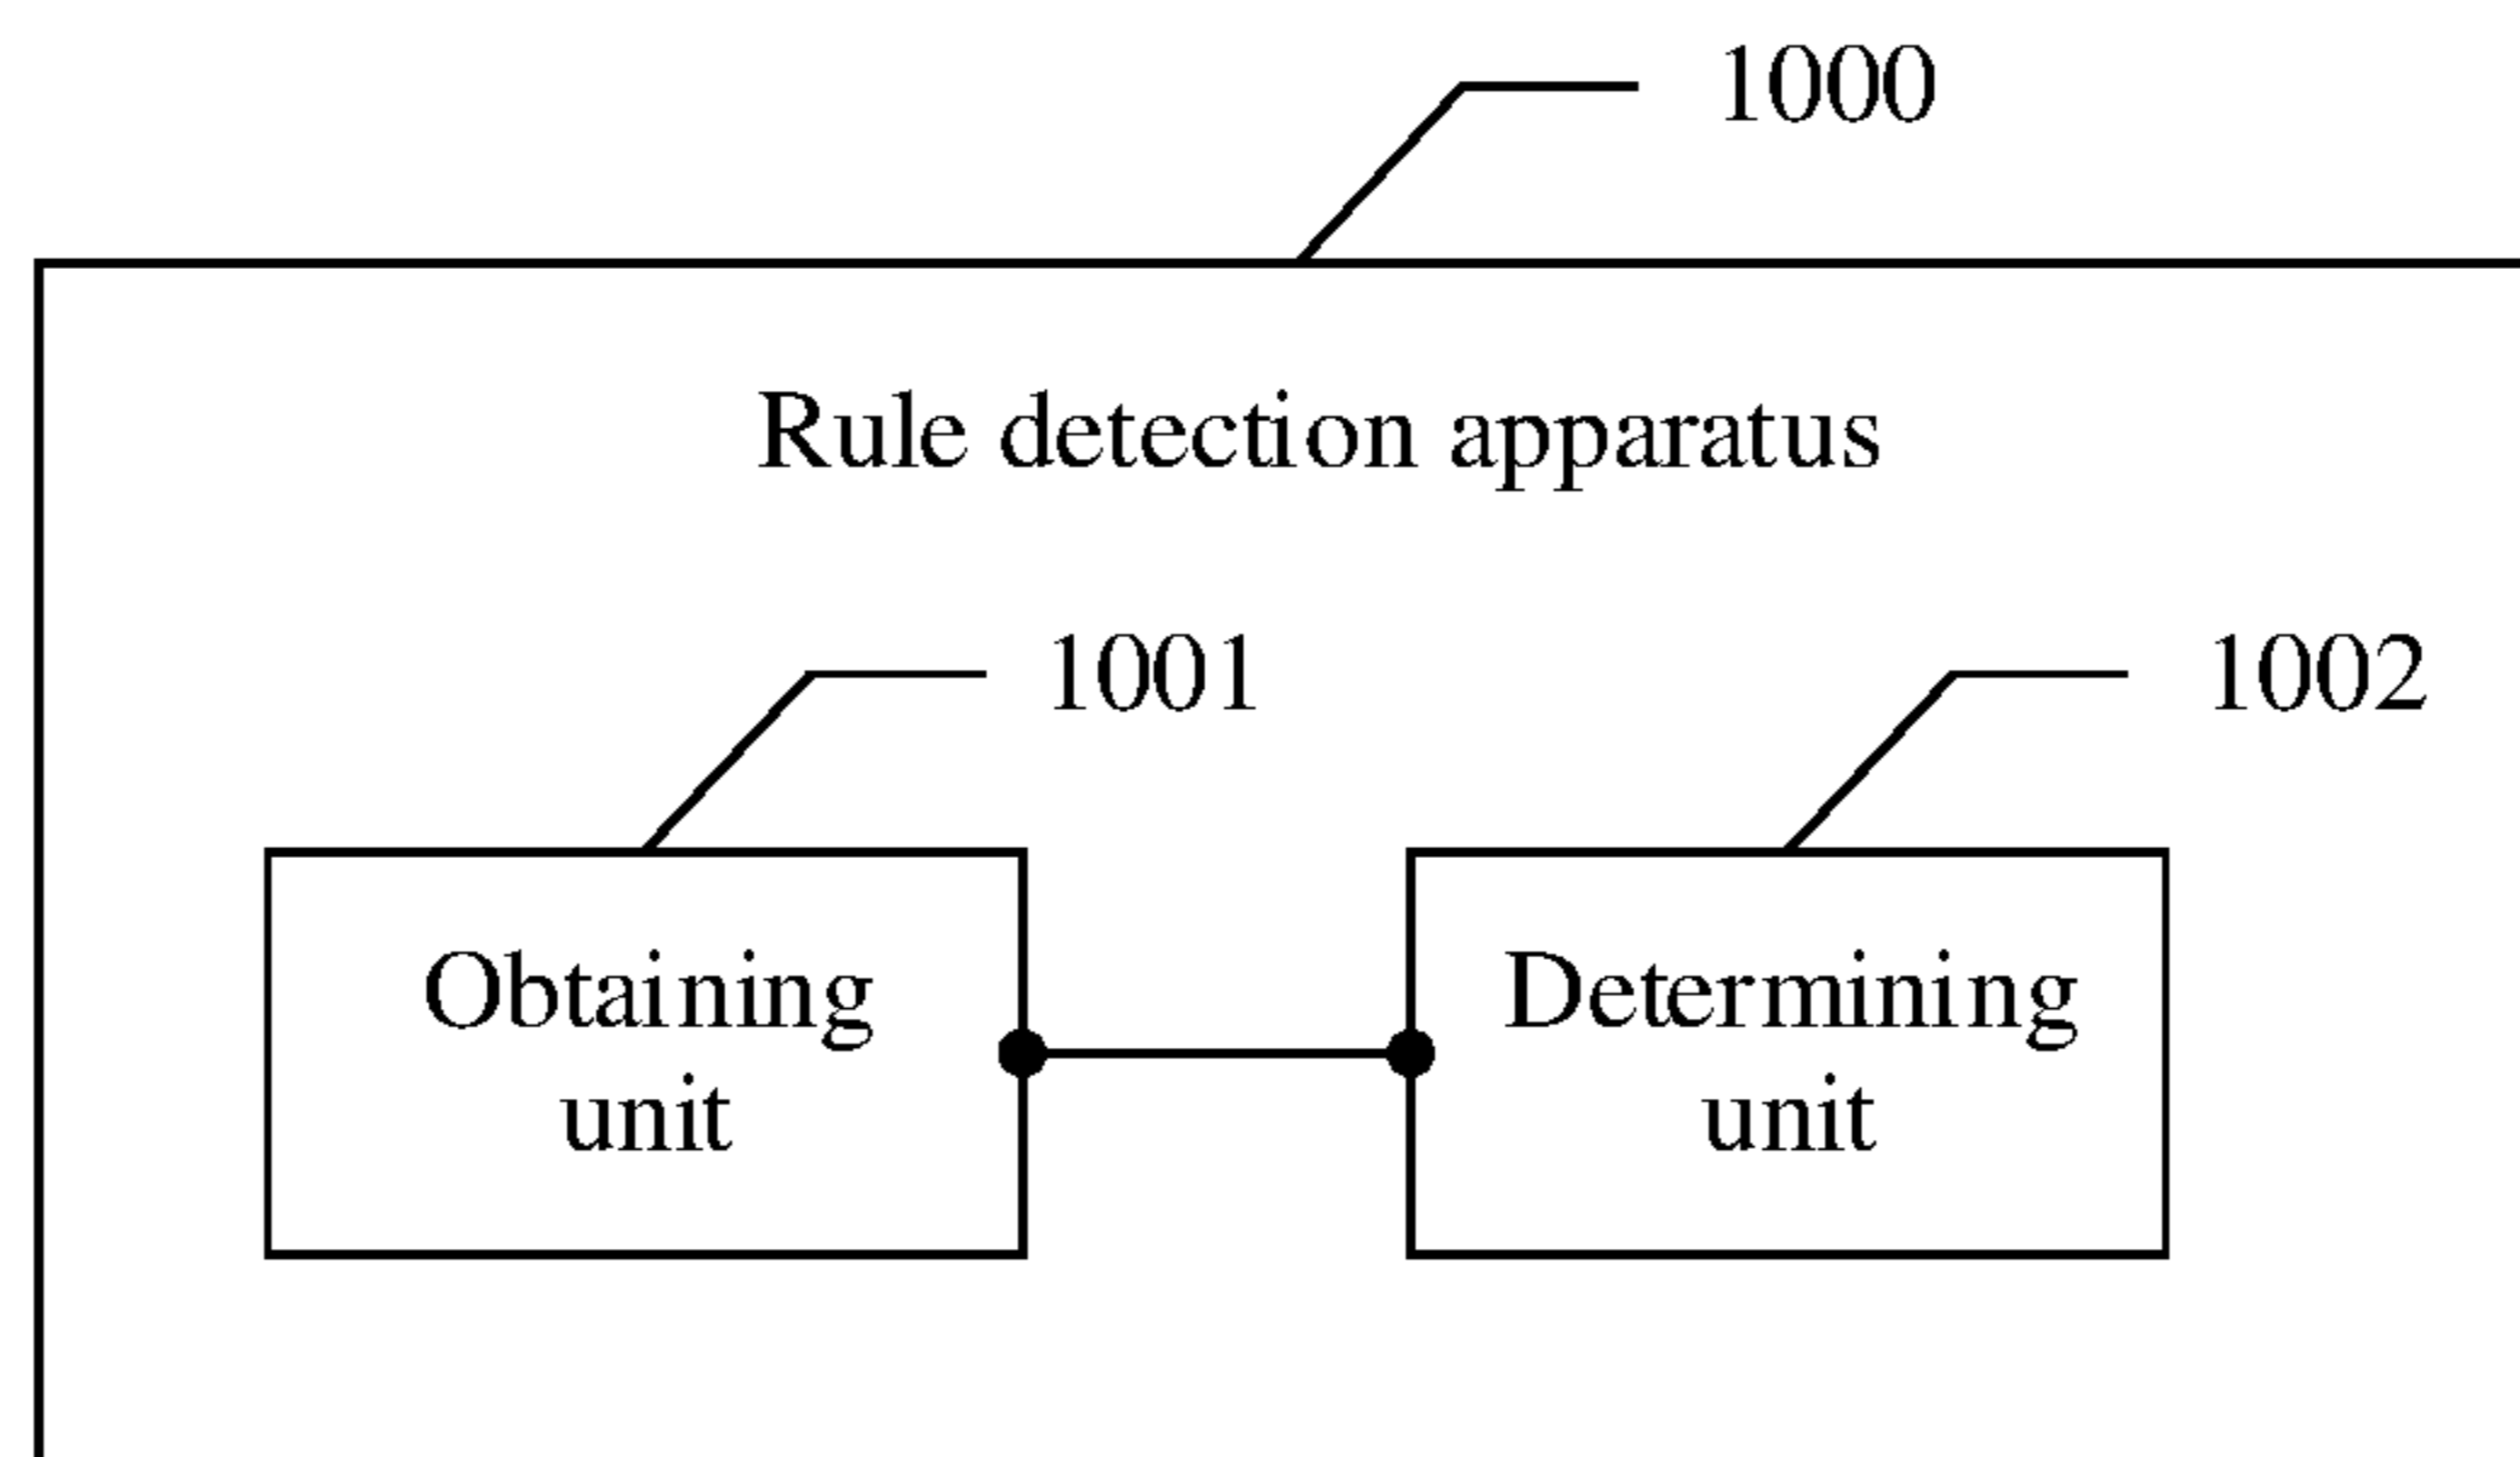 1000
Rule detection apparatus
1001
1002
Obtaining
unit
Determining
unit